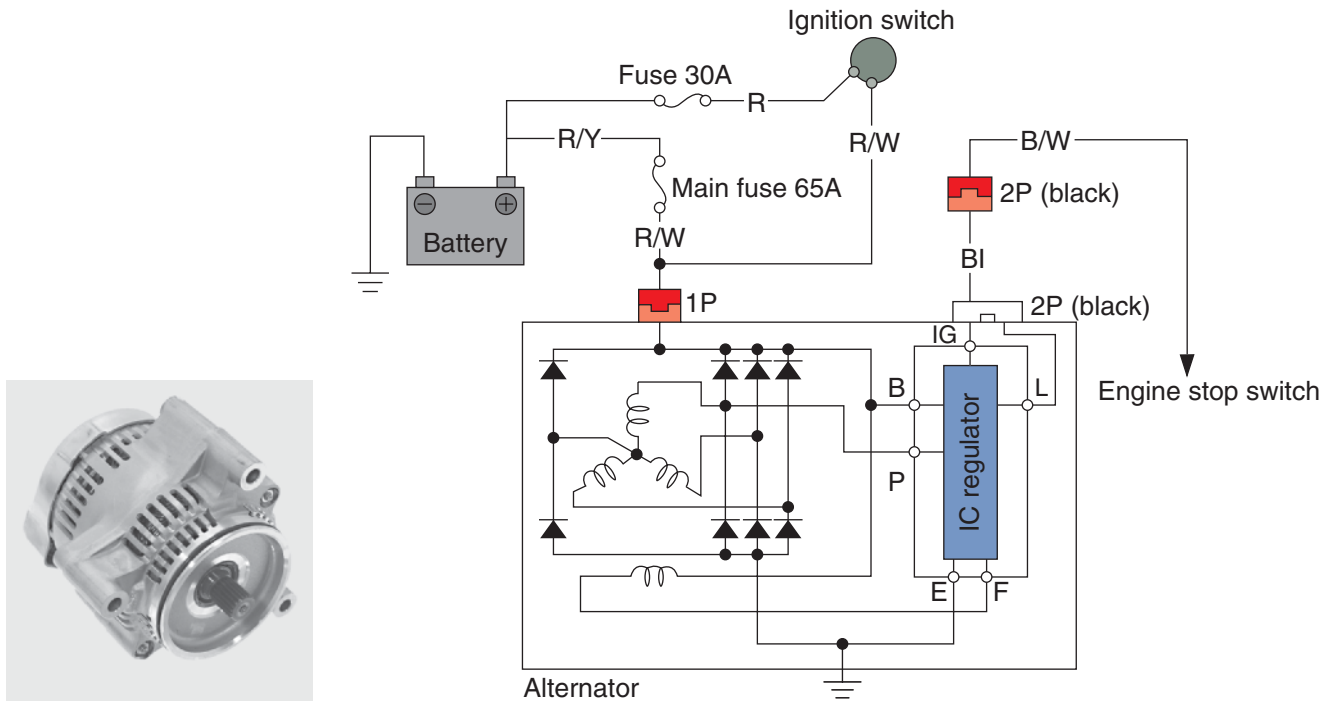 Ignition switch
Fuse 30A
R
R/Y
R/W
B/W
Main fuse 65A
2P (black)
Battery
R/W
BI
1P
2P (black)
IG
B
L
Engine stop switch
P
IC regulator
E
F
Alternator